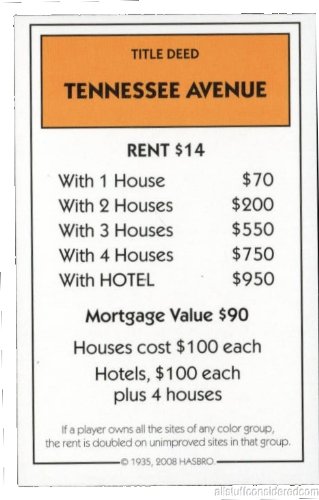 TITLE DEED
TENNESSEE AVENUE
RENT $14
With 1 House $70
With 2 Houses $200
With 3 Houses $550
With 4 Houses $750
With HOTEL $950
Mortgage Value $90
Houses cost $100 each
Hotels, $100 each
plus 4 houses
If a player owns all the sites of any color group,
the rent is doubled on unimproved sites in that group.
© 1935, 2008 HASBRO
allstuffconsidered.com